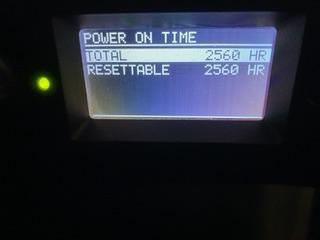 POWER ON TIME
TOTAL 2560 HR
RESETTABLE 2560 HR